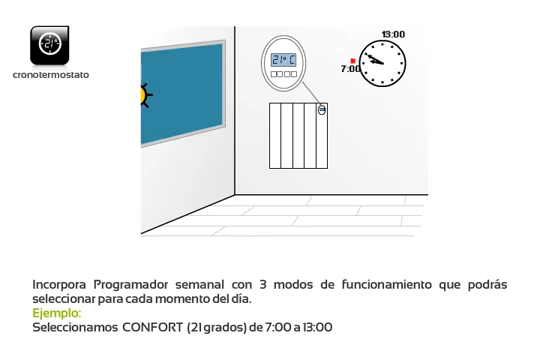 21°
cronotermostato
13:00
21°C
7:00
Incorpora Programador semanal con 3 modos de funcionamiento que podrás
seleccionar para cada momento del día.
Ejemplo:
Seleccionamos CONFORT (21 grados) de 7:00 a 13:00